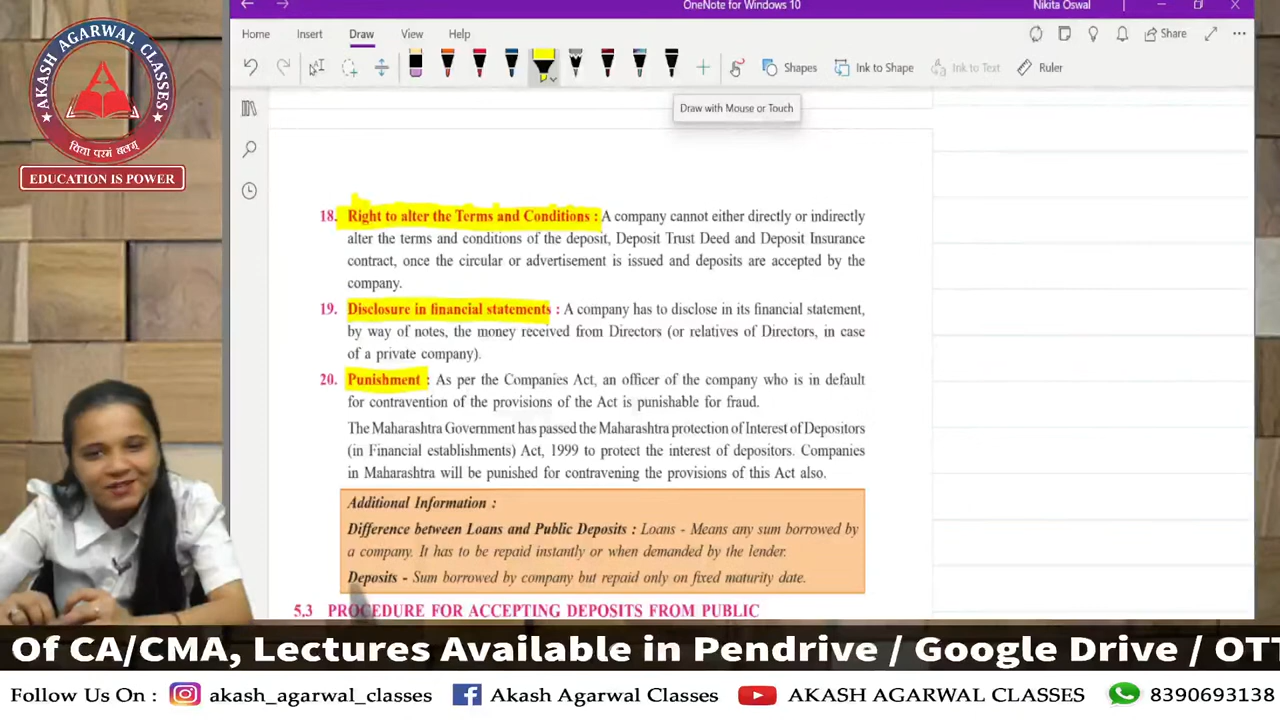 OneNote for Windows 10
Nikita Oswal
Home Insert Draw View Help
Share
Shapes
Ink to Shape
Ink to Text
Ruler
Draw with Mouse or Touch
AKASH AGARWAL CLASSES
विद्या परमं बलम्
EDUCATION IS POWER
18. Right to alter the Terms and Conditions : A company cannot either directly or indirectly
alter the terms and conditions of the deposit, Deposit Trust Deed and Deposit Insurance
contract, once the circular or advertisement is issued and deposits are accepted by the
company.
19. Disclosure in financial statements : A company has to disclose in its financial statement,
by way of notes, the money received from Directors (or relatives of Directors, in case
of a private company).
20. Punishment : As per the Companies Act, an officer of the company who is in default
for contravention of the provisions of the Act is punishable for fraud.
The Maharashtra Government has passed the Maharashtra protection of Interest of Depositors
(in Financial establishments) Act, 1999 to protect the interest of depositors. Companies
in Maharashtra will be punished for contravening the provisions of this Act also.
Additional Information :
Difference between Loans and Public Deposits : Loans - Means any sum borrowed by
a company. It has to be repaid instantly or when demanded by the lender.
Deposits - Sum borrowed by company but repaid only on fixed maturity date.
5.3 PROCEDURE FOR ACCEPTING DEPOSITS FROM PUBLIC
Of CA/CMA, Lectures Available in Pendrive / Google Drive / OTT
Follow Us On : akash_agarwal_classes Akash Agarwal Classes AKASH AGARWAL CLASSES 8390693138